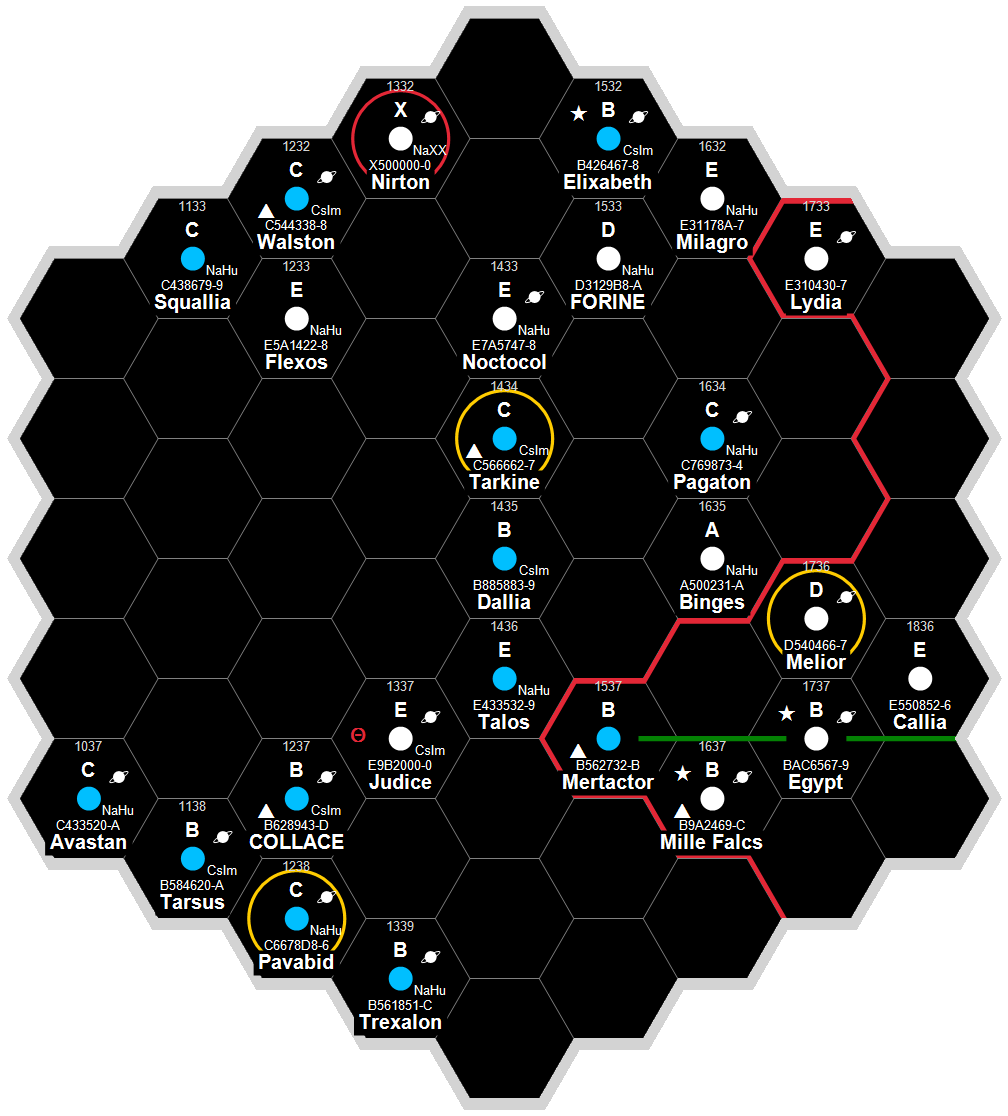 1332
X
NaXX
X500000-0
Nirton
1532
B
CsIm
B426467-8
Elixabeth
1232
C
CsIm
C544338-8
Walston
1632
E
NaHu
E31178A-7
Milagro
1133
C
NaHu
C438679-9
Squallia
1533
D
NaHu
D3129B8-A
FORINE
1733
E
E310430-7
Lydia
1233
E
NaHu
E5A1422-8
Flexos
1433
E
NaHu
E7A5747-8
Noctocol
1434
C
CsIm
C566662-7
Tarkine
1634
C
NaHu
C769873-4
Pagaton
1435
B
CsIm
B885883-9
Dallia
1635
A
NaHu
A500231-A
Binges
1736
D
D540466-7
Melior
1436
E
NaHu
E433532-9
Talos
1836
E
E550852-6
Callia
1337
E
Θ
CsIm
E9B2000-0
Judice
1537
B
B562732-B
Mertactor
1737
B
BAC6567-9
Egypt
1037
C
NaHu
C433520-A
Avastan
1237
B
CsIm
B628943-D
COLLACE
1637
B
B9A2469-C
Mille Falcs
1138
B
CsIm
B584620-A
Tarsus
1238
C
NaHu
C6678D8-6
Pavabid
1339
B
NaHu
B561851-C
Trexalon